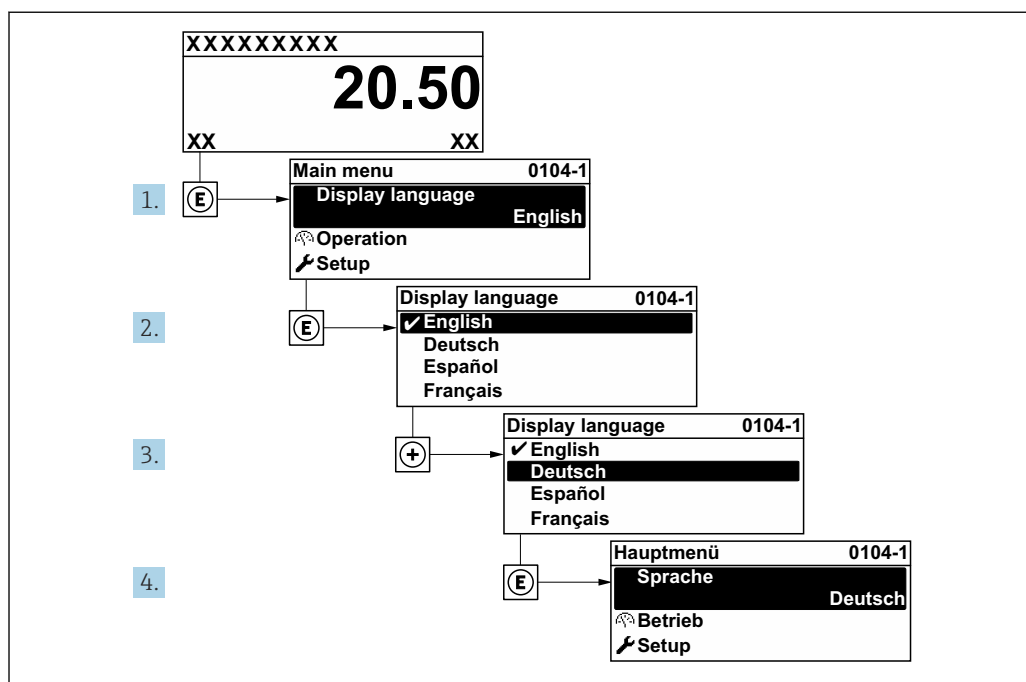 XXXXXXXXX
20.50
XX XX
1.
E
Main menu 0104-1
Display language
English
Operation
Setup
2.
E
Display language 0104-1
✔ English
Deutsch
Español
Français
3.
+
Display language 0104-1
✔ English
Deutsch
Español
Français
4.
E
Hauptmenü 0104-1
Sprache
Deutsch
Betrieb
Setup